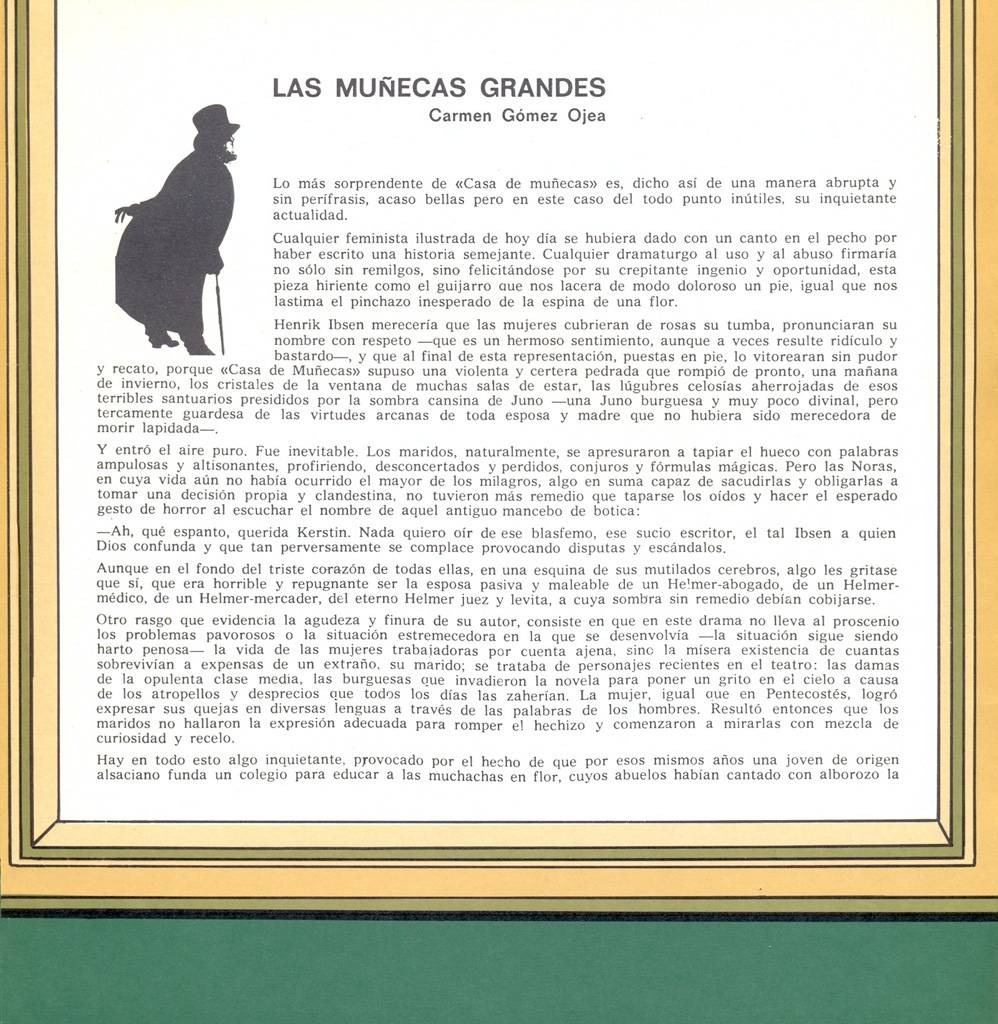 LAS MUÑECAS GRANDES
Carmen Gómez Ojea
Lo más sorprendente de «Casa de muñecas» es, dicho así de una manera abrupta y
sin perífrasis, acaso bellas pero en este caso del todo punto inútiles, su inquietante
actualidad.
Cualquier feminista ilustrada de hoy día se hubiera dado con un canto en el pecho por
haber escrito una historia semejante. Cualquier dramaturgo al uso y al abuso firmaría
no sólo sin remilgos, sino felicitándose por su crepitante ingenio y oportunidad, esta
pieza hiriente como el guijarro que nos lacera de modo doloroso un pie, igual que nos
lastima el pinchazo inesperado de la espina de una flor.
Henrik Ibsen merecería que las mujeres cubrieran de rosas su tumba, pronunciaran su
nombre con respeto —que es un hermoso sentimiento, aunque a veces resulte ridículo y
bastardo—, y que al final de esta representación, puestas en pie, lo vitorearan sin pudor
y recato, porque «Casa de Muñecas» supuso una violenta y certera pedrada que rompió de pronto, una mañana
de invierno, los cristales de la ventana de muchas salas de estar, las lúgubres celosías aherrojadas de esos
terribles santuarios presididos por la sombra cansina de Juno —una Juno burguesa y muy poco divinal, pero
tercamente guardesa de las virtudes arcanas de toda esposa y madre que no hubiera sido merecedora de
morir lapidada—.
Y entró el aire puro. Fue inevitable. Los maridos, naturalmente, se apresuraron a tapiar el hueco con palabras
ampulosas y altisonantes, profiriendo, desconcertados y perdidos, conjuros y fórmulas mágicas. Pero las Noras,
en cuya vida aún no había ocurrido el mayor de los milagros, algo en suma capaz de sacudirlas y obligarlas a
tomar una decisión propia y clandestina, no tuvieron más remedio que taparse los oídos y hacer el esperado
gesto de horror al escuchar el nombre de aquel antiguo mancebo de botica:
—Ah, qué espanto, querida Kerstin. Nada quiero oír de ese blasfemo, ese sucio escritor, el tal Ibsen a quien
Dios confunda y que tan perversamente se complace provocando disputas y escándalos.
Aunque en el fondo del triste corazón de todas ellas, en una esquina de sus mutilados cerebros, algo les gritase
que sí, que era horrible y repugnante ser la esposa pasiva y maleable de un Helmer-abogado, de un Helmer-
médico, de un Helmer-mercader, del eterno Helmer juez y levita, a cuya sombra sin remedio debían cobijarse.
Otro rasgo que evidencia la agudeza y finura de su autor, consiste en que en este drama no lleva al proscenio
los problemas pavorosos o la situación estremecedora en la que se desenvolvía —la situación sigue siendo
harto penosa— la vida de las mujeres trabajadoras por cuenta ajena, sino la mísera existencia de cuantas
sobrevivían a expensas de un extraño, su marido; se trataba de personajes recientes en el teatro: las damas
de la opulenta clase media, las burguesas que invadieron la novela para poner un grito en el cielo a causa
de los atropellos y desprecios que todos los días las zaherían. La mujer, igual que en Pentecostés, logró
expresar sus quejas en diversas lenguas a través de las palabras de los hombres. Resultó entonces que los
maridos no hallaron la expresión adecuada para romper el hechizo y comenzaron a mirarlas con mezcla de
curiosidad y recelo.
Hay en todo esto algo inquietante, provocado por el hecho de que por esos mismos años una joven de origen
alsaciano funda un colegio para educar a las muchachas en flor, cuyos abuelos habían cantado con alborozo la